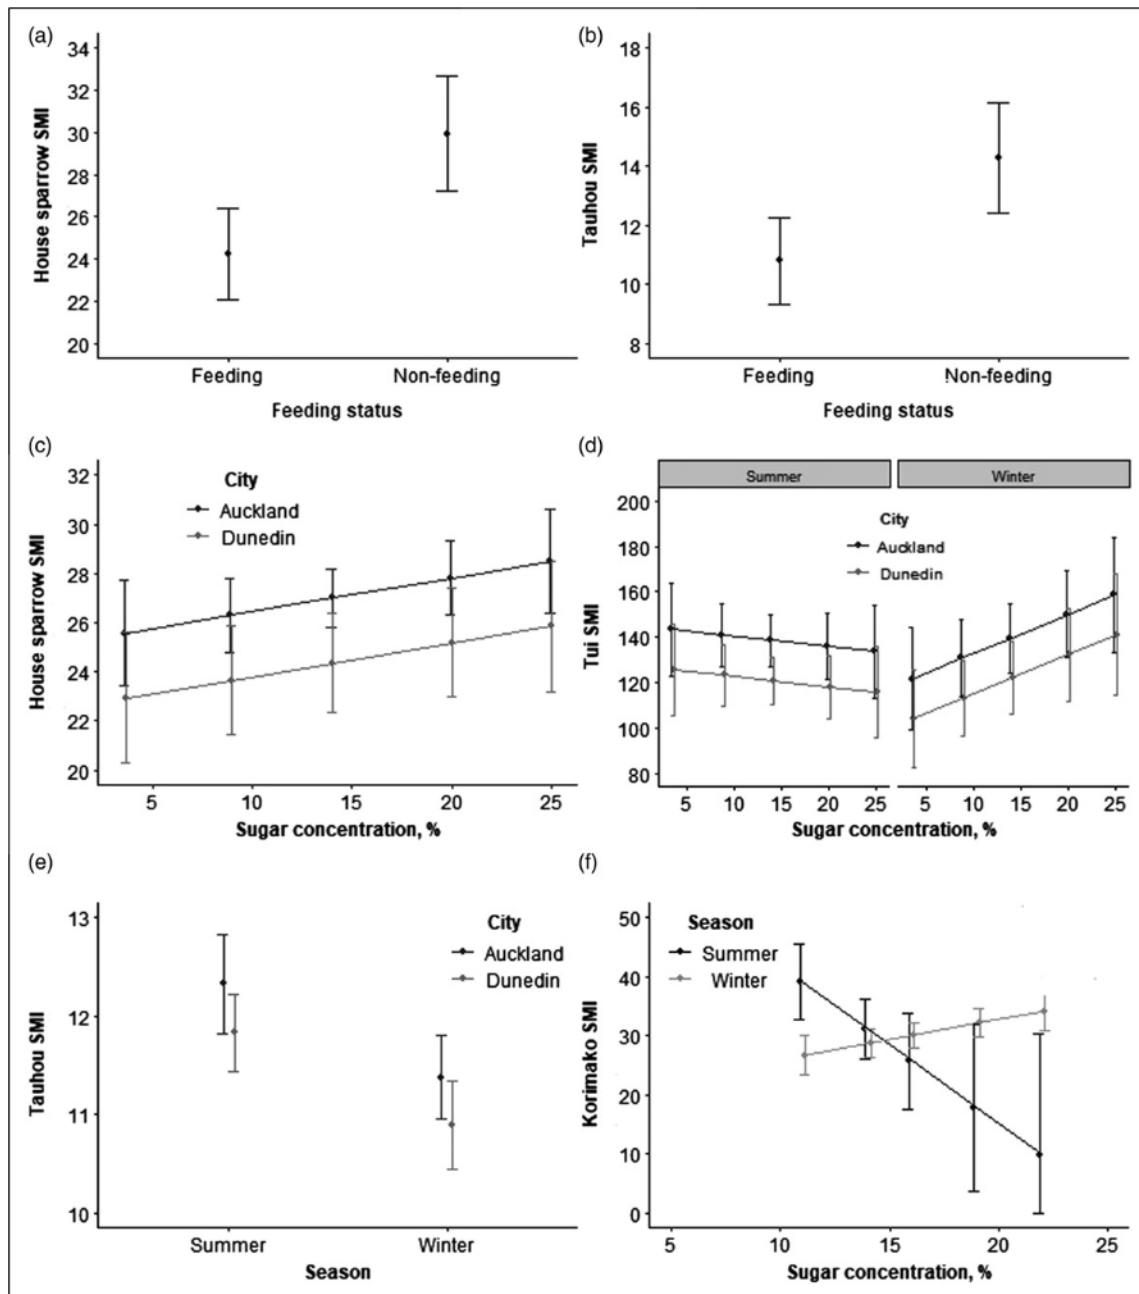 (a)
34
32
30
28
26
24
22
20
House sparrow SMI
Feeding
Non-feeding
Feeding status
(b)
18
16
14
12
10
8
Tauhou SMI
Feeding
Non-feeding
Feeding status
(c)
32
30
28
26
24
22
20
House sparrow SMI
City
Auckland
Dunedin
5 10 15 20 25
Sugar concentration, %
(d)
Summer
Winter
200
180
160
140
120
100
80
Tui SMI
City
Auckland
Dunedin
5 10 15 20 25
5 10 15 20 25
Sugar concentration, %
(e)
13
12
11
10
Tauhou SMI
City
Auckland
Dunedin
Summer
Winter
Season
(f)
50
40
30
20
10
0
Korimako SMI
Season
Summer
Winter
5 10 15 20 25
Sugar concentration, %